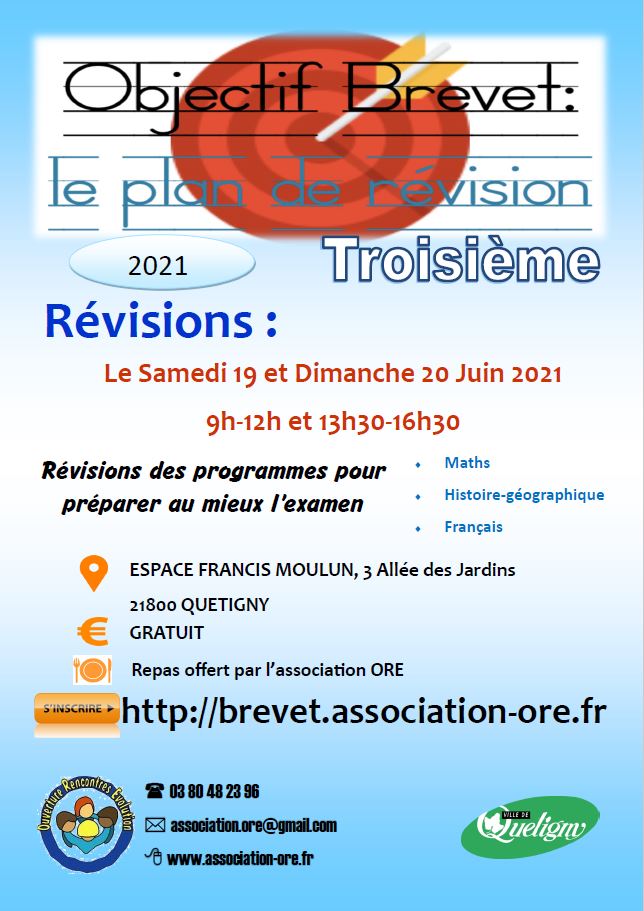 Objectif Brevet:
le plan de révision
2021
Troisième
Révisions :
Le Samedi 19 et Dimanche 20 Juin 2021
9h-12h et 13h30-16h30
Révisions des programmes pour
préparer au mieux l'examen
Maths
Histoire-géographique
Français
ESPACE FRANCIS MOULUN, 3 Allée des Jardins
21800 QUETIGNY
GRATUIT
Repas offert par l'association ORE
S'INSCRIRE http://brevet.association-ore.fr
Ouverture Rencontres Evolution
03 80 48 23 96
association.ore@gmail.com
www.association-ore.fr
VILLE DE
Quetigny